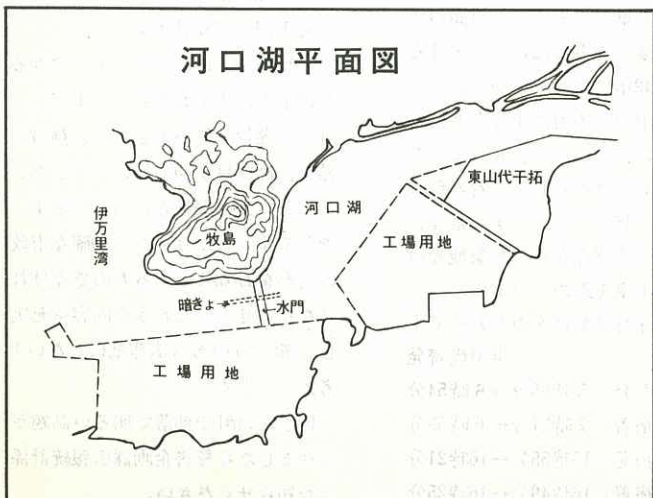 河口湖平面図
東山代干拓
河口湖
伊万里湾
牧島
工場用地
暗きょ
水門
工場用地